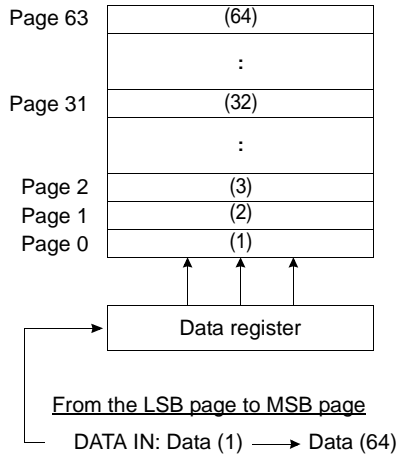 Page 63 (64)
:
Page 31 (32)
:
Page 2 (3)
Page 1 (2)
Page 0 (1)
Data register
From the LSB page to MSB page
DATA IN: Data (1) Data (64)